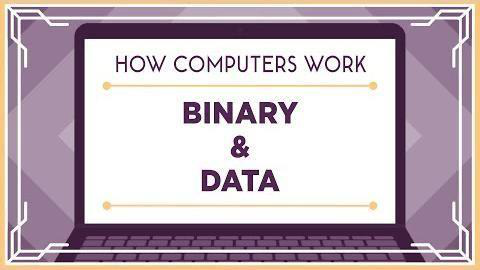 HOW COMPUTERS WORK
BINARY
&
DATA